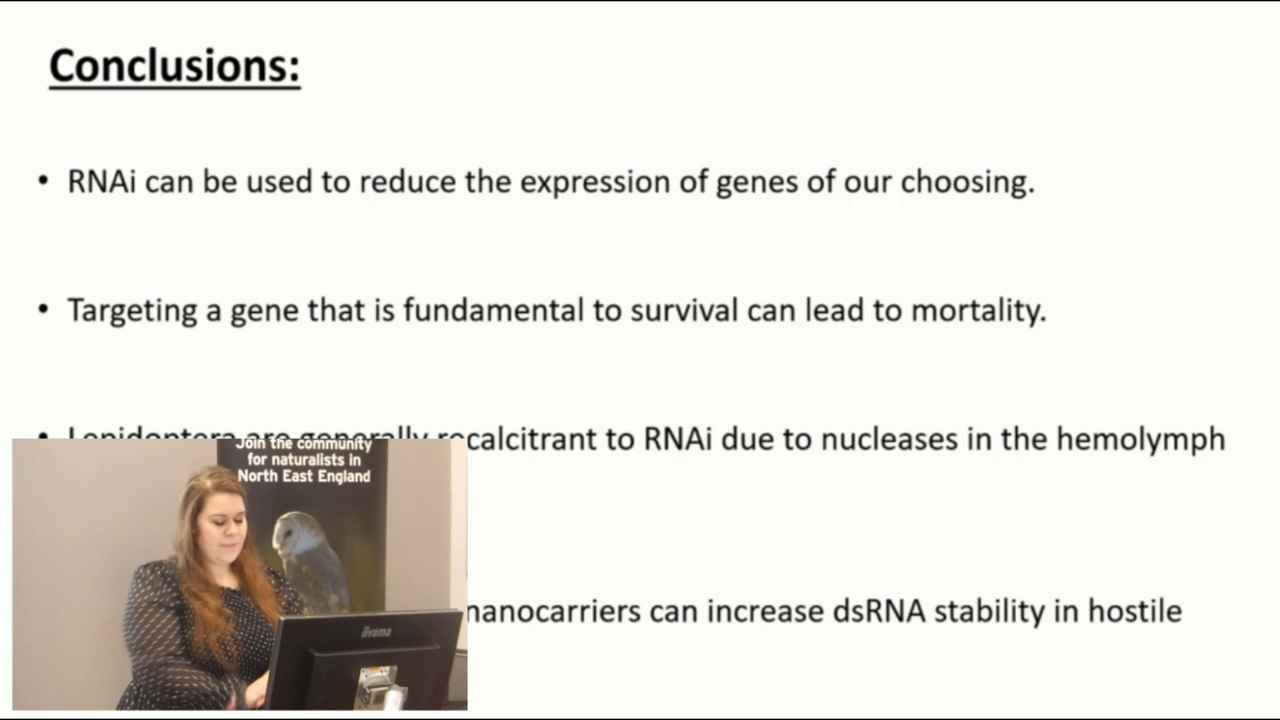 Conclusions:
• RNAi can be used to reduce the expression of genes of our choosing.
• Targeting a gene that is fundamental to survival can lead to mortality.
• Lepidoptera are generally recalcitrant to RNAi due to nucleases in the hemolymph
Join the community
for naturalists in
North East England
nanocarriers can increase dsRNA stability in hostile
iiyama